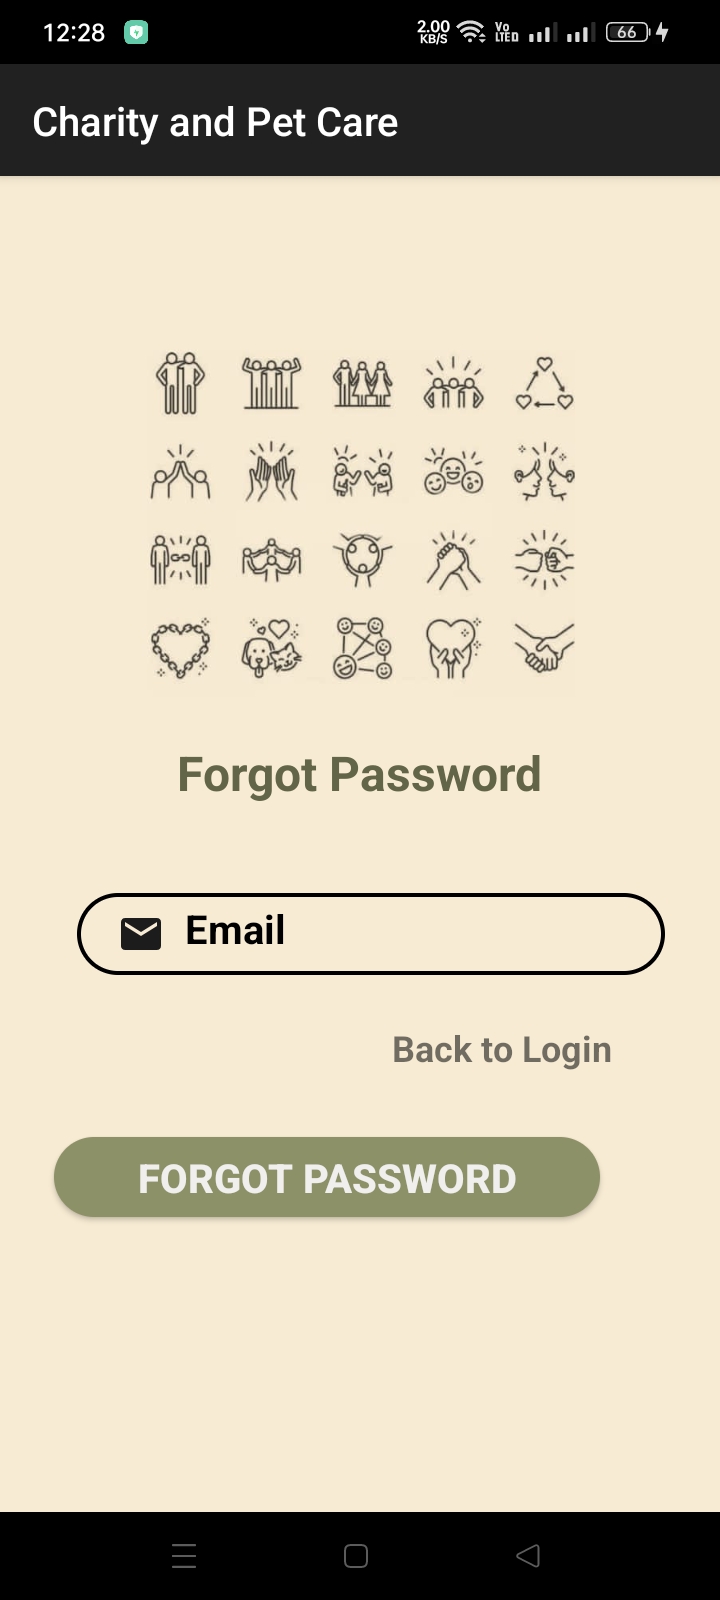 12:28
2.00
KB/S
Vo
LTED
66
Charity and Pet Care
Forgot Password
Email
Back to Login
FORGOT PASSWORD